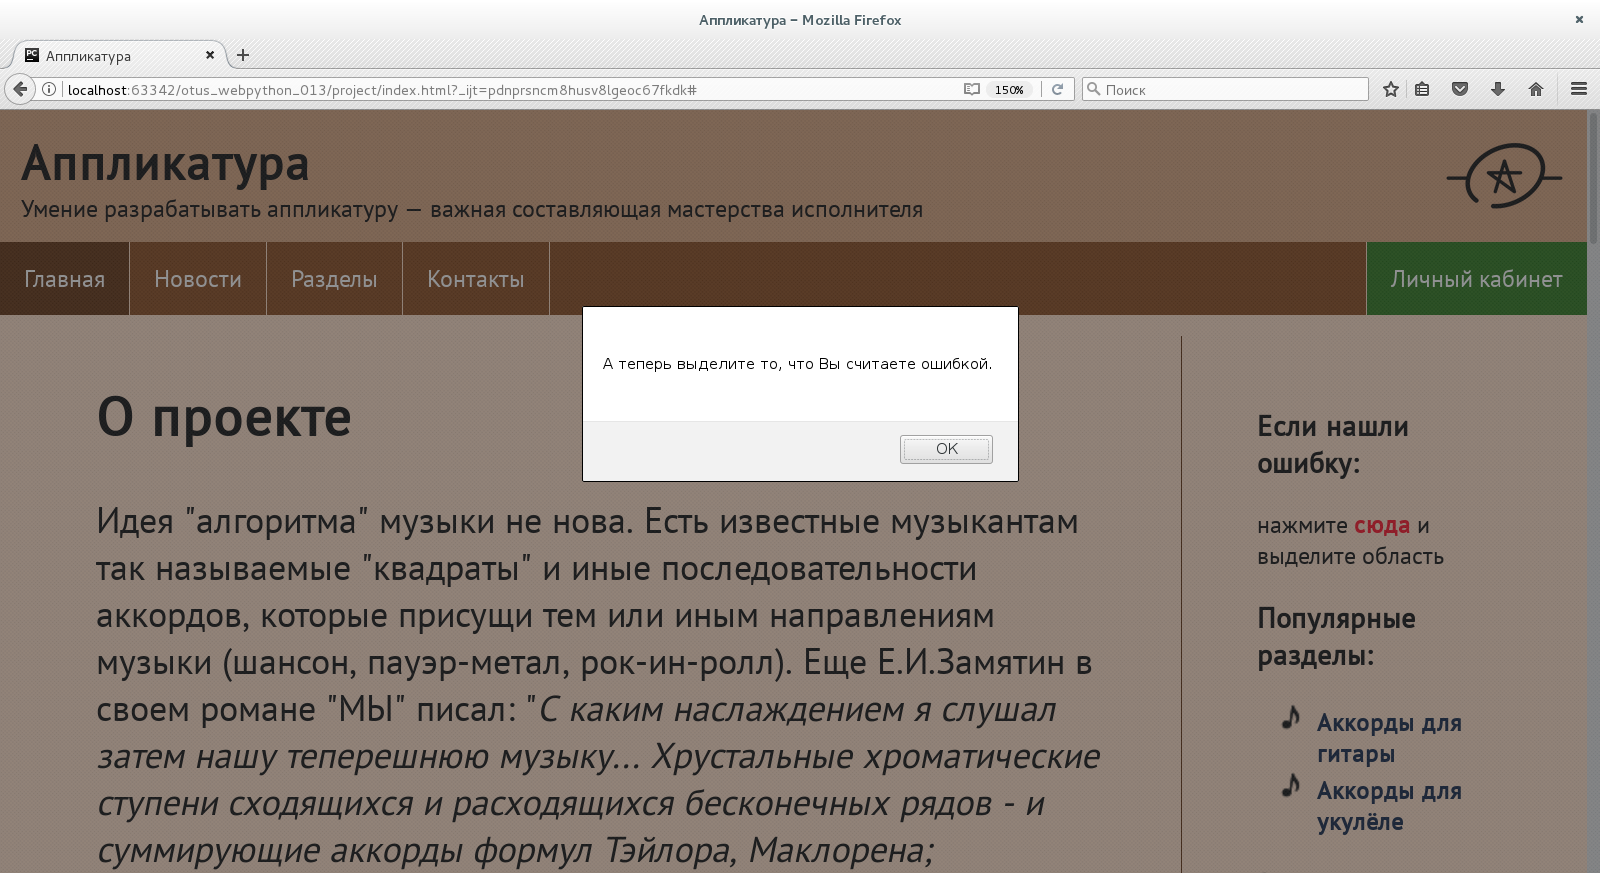 Аппликатура – Mozilla Firefox
PC Аппликатура
localhost:63342/otus_webpython_013/project/index.html?_ijt=pdnprsncm8husv8lgeoc67fkdk#
150%
Поиск
Аппликатура
Умение разрабатывать аппликатуру — важная составляющая мастерства исполнителя
Главная Новости Разделы Контакты Личный кабинет
А теперь выделите то, что Вы считаете ошибкой.
OK
О проекте
Идея "алгоритма" музыки не нова. Есть известные музыкантам
так называемые "квадраты" и иные последовательности
аккордов, которые присущи тем или иным направлениям
музыки (шансон, пауэр-метал, рок-ин-ролл). Еще Е.И.Замятин в
своем романе "МЫ" писал: "С каким наслаждением я слушал
затем нашу теперешнюю музыку... Хрустальные хроматические
ступени сходящихся и расходящихся бесконечных рядов - и
суммирующие аккорды формул Тэйлора, Маклорена;
Если нашли
ошибку:
нажмите сюда и
выделите область
Популярные
разделы:
Аккорды для
гитары
Аккорды для
укулёле